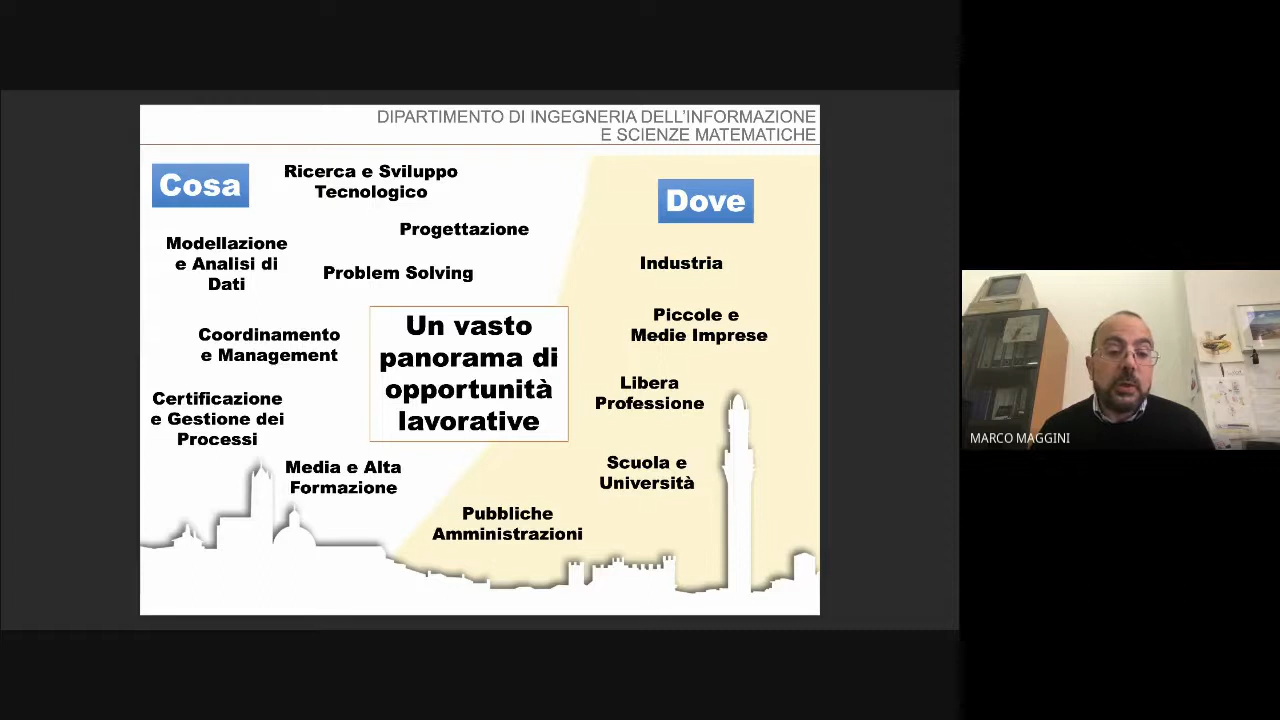 DIPARTIMENTO DI INGEGNERIA DELL'INFORMAZIONE
E SCIENZE MATEMATICHE
Cosa
Ricerca e Sviluppo
Tecnologico
Progettazione
Modellazione
e Analisi di
Dati
Problem Solving
Coordinamento
e Management
Certificazione
e Gestione dei
Processi
Media e Alta
Formazione
Un vasto
panorama di
opportunità
lavorative
Dove
Industria
Piccole e
Medie Imprese
Libera
Professione
Scuola e
Università
Pubbliche
Amministrazioni
MARCO MAGGINI